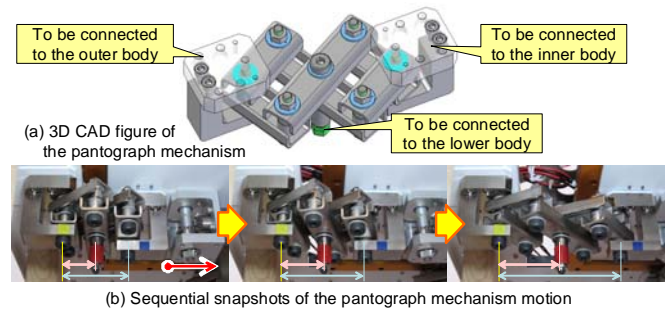 To be connected
to the outer body
To be connected
to the inner body
To be connected
to the lower body
(a) 3D CAD figure of
the pantograph mechanism
(b) Sequential snapshots of the pantograph mechanism motion